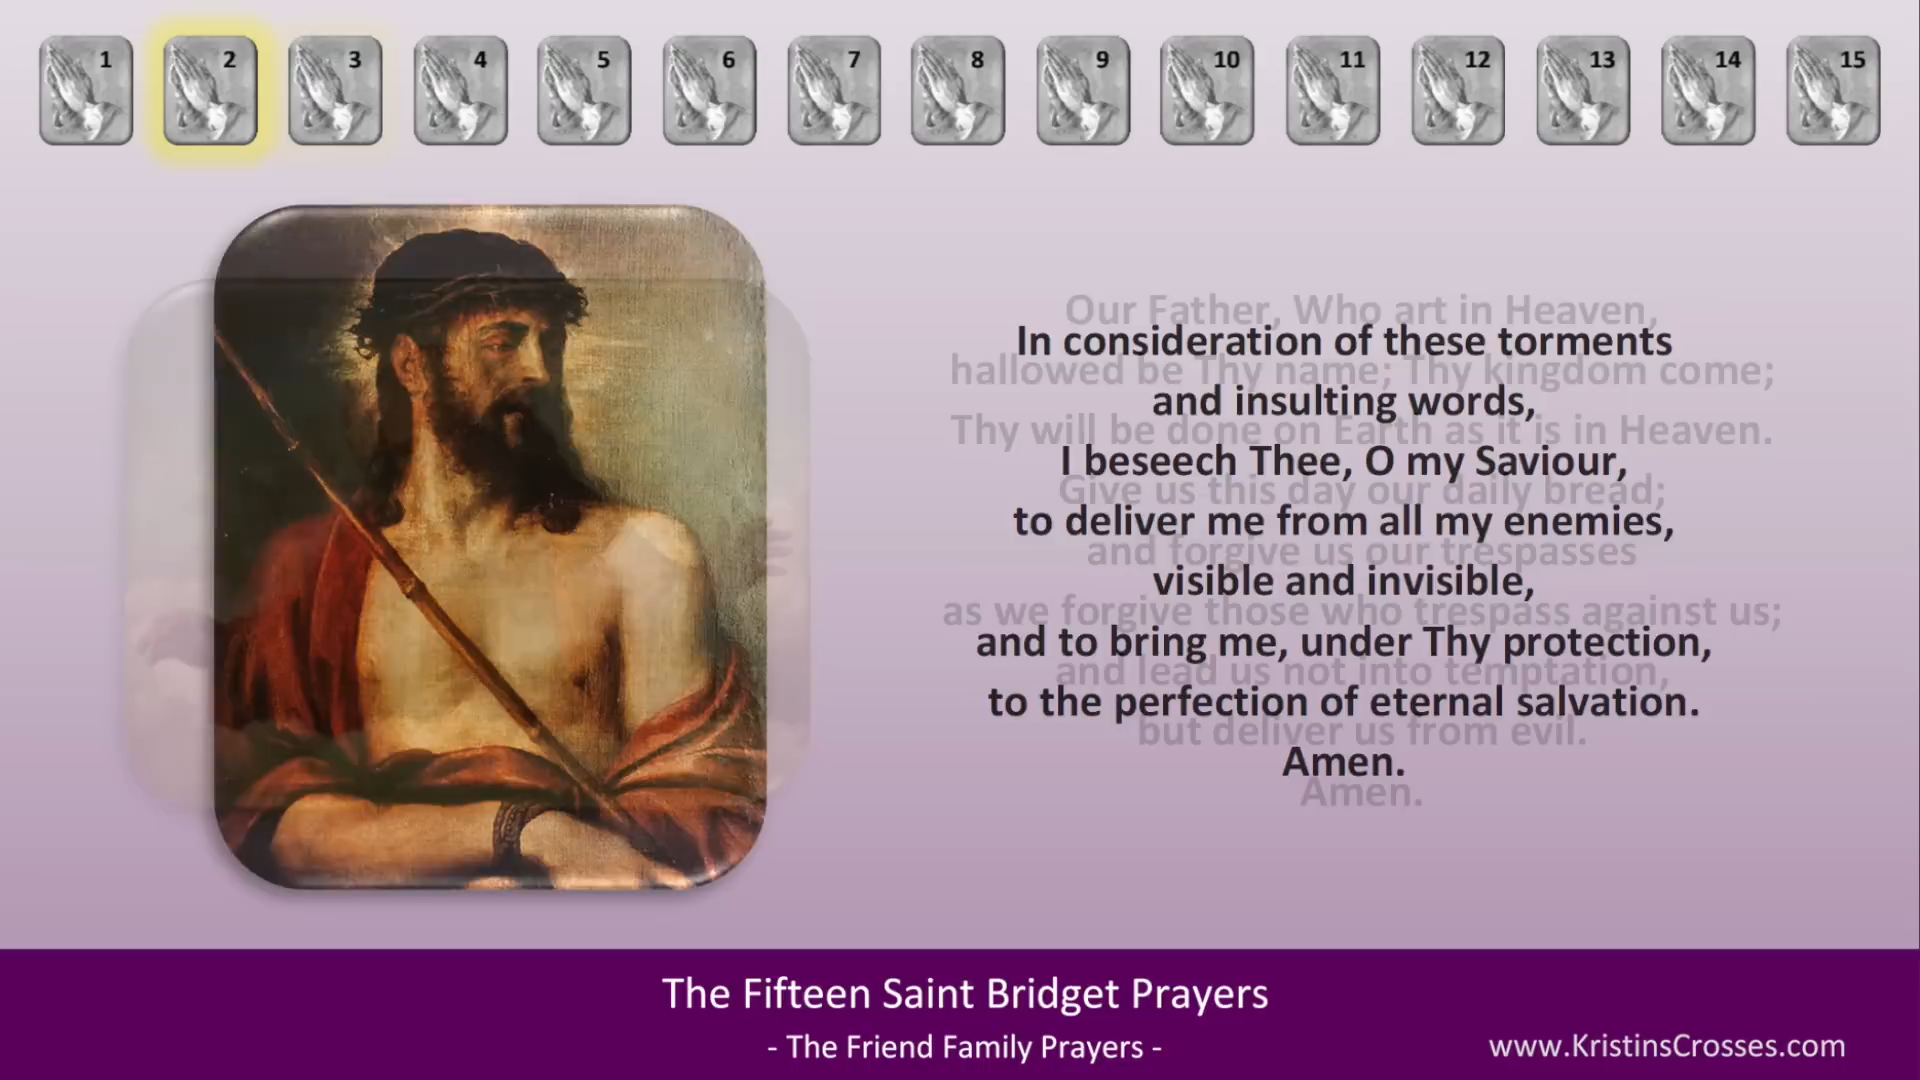 1 2 3 4 5 6 7 8 9 10 11 12 13 14 15
In consideration of these torments
and insulting words,
I beseech Thee, O my Saviour,
to deliver me from all my enemies,
visible and invisible,
and to bring me, under Thy protection,
to the perfection of eternal salvation.
Amen.
Our Father, Who art in Heaven,
hallowed be Thy name; Thy kingdom come;
Thy will be done on Earth as it is in Heaven.
Give us this day our daily bread;
and forgive us our trespasses
as we forgive those who trespass against us;
and lead us not into temptation,
but deliver us from evil.
Amen.
The Fifteen Saint Bridget Prayers
- The Friend Family Prayers -
www.KristinsCrosses.com